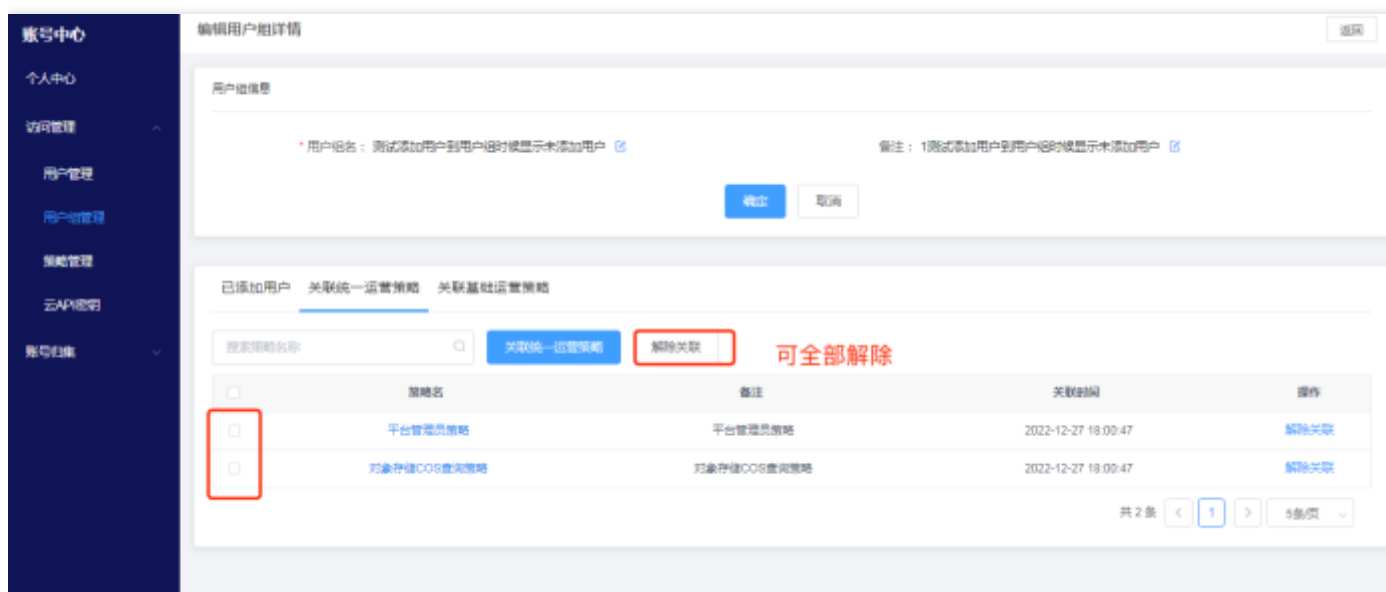 账号中心
编辑用户组详情
返回
个人中心
用户组信息
访问管理
* 用户组名： 测试添加用户到用户组时候显示未添加用户
备注： 1测试添加用户到用户组时候显示未添加用户
用户管理
确定 取消
用户组管理
策略管理
已添加用户 关联统一运营策略 关联基础运营策略
云API密钥
账号归集
搜索策略名称
关联统一运营策略
解除关联
可全部解除
策略名 备注 关联时间 操作
平台管理员策略 平台管理员策略 2022-12-27 18:00:47 解除关联
对象存储COS查询策略 对象存储COS查询策略 2022-12-27 18:00:47 解除关联
共 2 条 < 1 > 5条/页